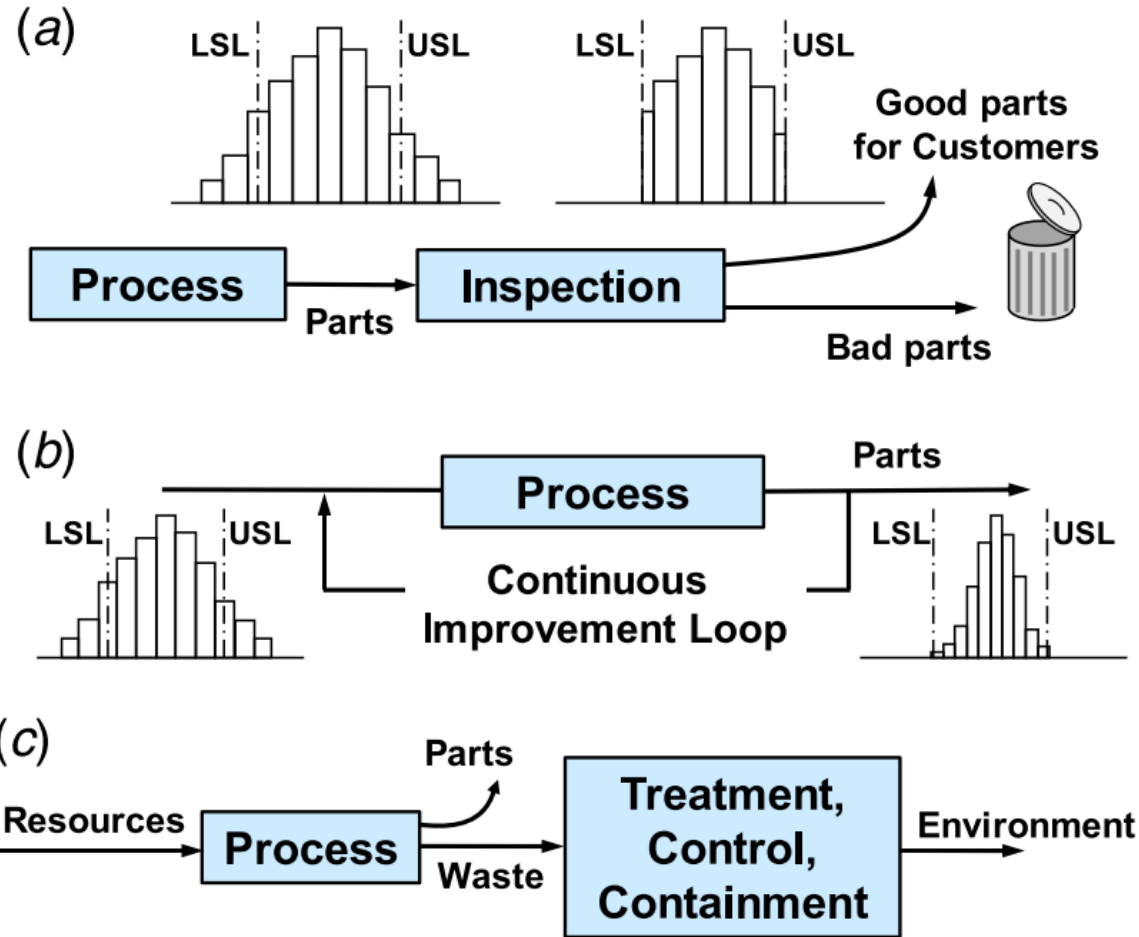 (a)
LSL
USL
LSL
USL
Good parts
for Customers
Process
Parts
Inspection
Bad parts
(b)
Process
Parts
LSL
USL
Continuous
Improvement Loop
LSL
USL
(c)
Resources
Process
Parts
Waste
Treatment,
Control,
Containment
Environment